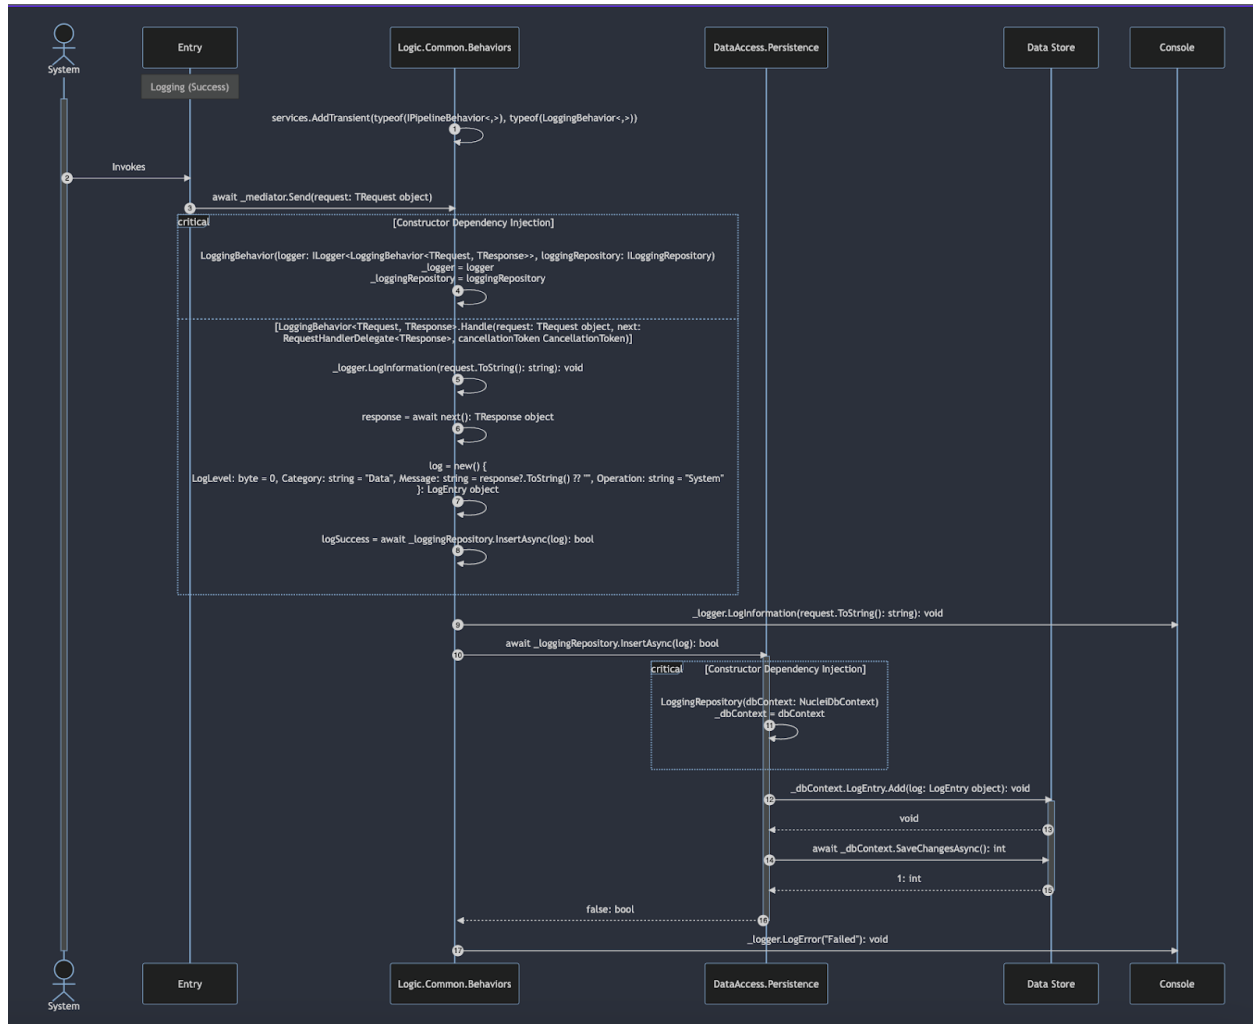 System
Entry
Logic.Common.Behaviors
DataAccess.Persistence
Data Store
Console
Logging (Success)
services.AddTransient(typeof(IPipelineBehavior<,>), typeof(LoggingBehavior<,>))
1
Invokes
2
await _mediator.Send(request: TRequest object)
3
critical
[Constructor Dependency Injection]
LoggingBehavior(logger: ILogger<LoggingBehavior<TRequest, TResponse>>, loggingRepository: ILoggingRepository)
_logger = logger
_loggingRepository = loggingRepository
4
[LoggingBehavior<TRequest, TResponse>.Handle(request: TRequest object, next:
RequestHandlerDelegate<TResponse>, cancellationToken CancellationToken)]
_logger.LogInformation(request.ToString(): string): void
5
response = await next(): TResponse object
6
log = new() {
LogLevel: byte = 0, Category: string = "Data", Message: string = response?.ToString() ?? "", Operation: string = "System"
}: LogEntry object
7
logSuccess = await _loggingRepository.InsertAsync(log): bool
8
_logger.LogInformation(request.ToString(): string): void
9
await _loggingRepository.InsertAsync(log): bool
10
critical
[Constructor Dependency Injection]
LoggingRepository(dbContext: NucleiDbContext)
_dbContext = dbContext
11
_dbContext.LogEntry.Add(log: LogEntry object): void
12
void
13
await _dbContext.SaveChangesAsync(): int
14
1: int
15
false: bool
16
_logger.LogError("Failed"): void
17
System
Entry
Logic.Common.Behaviors
DataAccess.Persistence
Data Store
Console